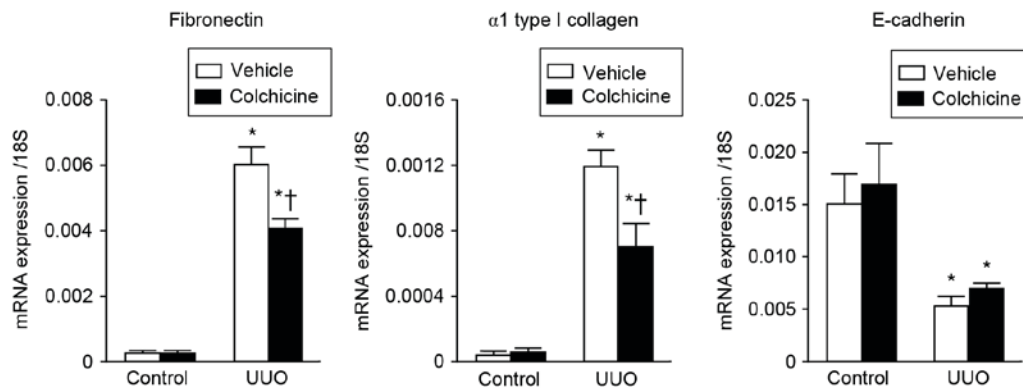 Fibronectin
Vehicle
Colchicine
mRNA expression /18S
0.008
0.006
0.004
0.002
0
*
*†
Control
UUO
α1 type I collagen
Vehicle
Colchicine
mRNA expression /18S
0.0016
0.0012
0.0008
0.0004
0
*
*†
Control
UUO
E-cadherin
Vehicle
Colchicine
mRNA expression /18S
0.025
0.020
0.015
0.010
0.005
0
*
*
Control
UUO